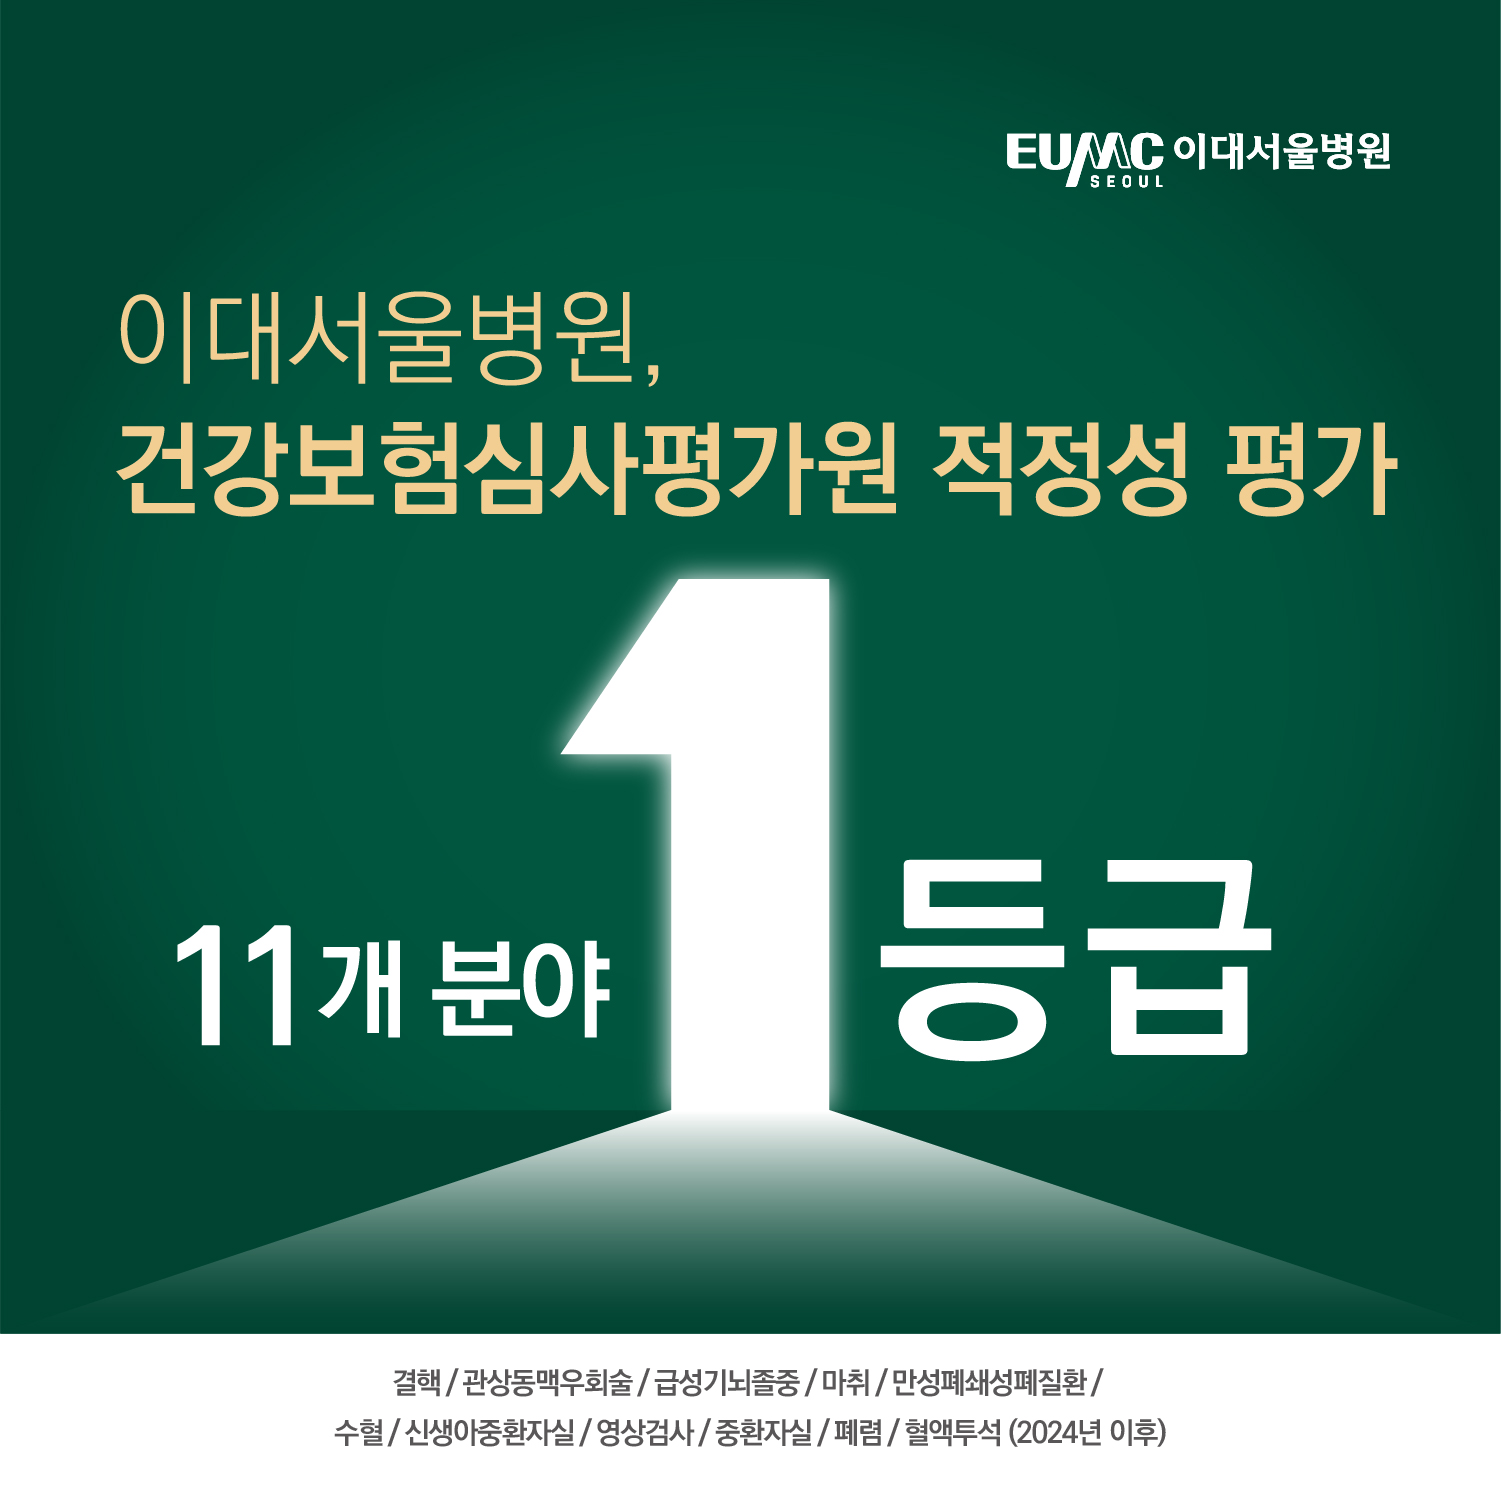 EUMC 이대서울병원
SEOUL
이대서울병원,
건강보험심사평가원 적정성 평가
11개 분야 1등급
결핵 / 관상동맥우회술 / 급성기뇌졸중 / 마취 / 만성폐쇄성폐질환 /
수혈 / 신생아중환자실 / 영상검사 / 중환자실 / 폐렴 / 혈액투석 (2024년 이후)